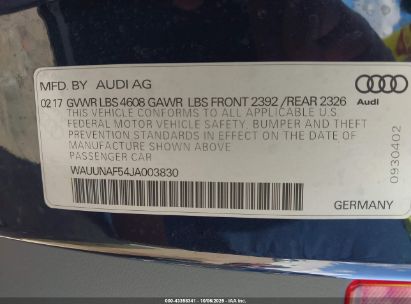 MFD. BY AUDI AG
02 17 GVWR LBS 4608 GAWR LBS FRONT 2392 /REAR 2326
THIS VEHICLE CONFORMS TO ALL APPLICABLE U.S.
FEDERAL MOTOR VEHICLE SAFETY, BUMPER AND THEFT
PREVENTION STANDARDS IN EFFECT ON THE DATE OF
MANUFACTURE SHOWN ABOVE.
PASSENGER CAR
WAUUNAF54JA003830
Audi
0930402
GERMANY